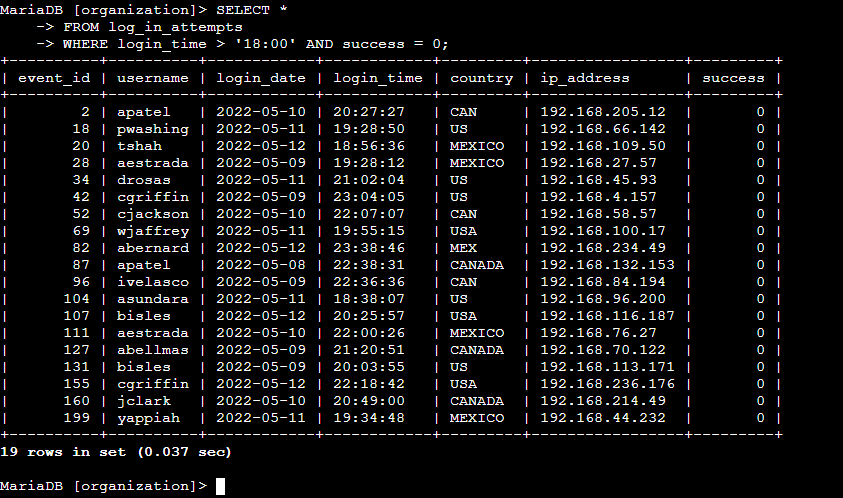 MariaDB [organization]> SELECT *
    -> FROM log_in_attempts
    -> WHERE login_time > '18:00' AND success = 0;
+----------+----------+------------+------------+---------+-----------------+---------+
| event_id | username | login_date | login_time | country | ip_address      | success |
+----------+----------+------------+------------+---------+-----------------+---------+
|        2 | apatel   | 2022-05-10 | 20:27:27   | CAN     | 192.168.205.12  |       0 |
|       18 | pwashing | 2022-05-11 | 19:28:50   | US      | 192.168.66.142  |       0 |
|       20 | tshah    | 2022-05-12 | 18:56:36   | MEXICO  | 192.168.109.50  |       0 |
|       28 | aestrada | 2022-05-09 | 19:28:12   | MEXICO  | 192.168.27.57   |       0 |
|       34 | drosas   | 2022-05-11 | 21:02:04   | US      | 192.168.45.93   |       0 |
|       42 | cgriffin | 2022-05-09 | 23:04:05   | US      | 192.168.4.157   |       0 |
|       52 | cjackson | 2022-05-10 | 22:07:07   | CAN     | 192.168.58.57   |       0 |
|       69 | wjaffrey | 2022-05-11 | 19:55:15   | USA     | 192.168.100.17  |       0 |
|       82 | abernard | 2022-05-12 | 23:38:46   | MEX     | 192.168.234.49  |       0 |
|       87 | apatel   | 2022-05-08 | 22:38:31   | CANADA  | 192.168.132.153 |       0 |
|       96 | ivelasco | 2022-05-09 | 22:36:36   | CAN     | 192.168.84.194  |       0 |
|      104 | asundara | 2022-05-11 | 18:38:07   | US      | 192.168.96.200  |       0 |
|      107 | bisles   | 2022-05-12 | 20:25:57   | USA     | 192.168.116.187 |       0 |
|      111 | aestrada | 2022-05-10 | 22:00:26   | MEXICO  | 192.168.76.27   |       0 |
|      127 | abellmas | 2022-05-09 | 21:20:51   | CANADA  | 192.168.70.122  |       0 |
|      131 | bisles   | 2022-05-09 | 20:03:55   | US      | 192.168.113.171 |       0 |
|      155 | cgriffin | 2022-05-12 | 22:18:42   | USA     | 192.168.236.176 |       0 |
|      160 | jclark   | 2022-05-10 | 20:49:00   | CANADA  | 192.168.214.49  |       0 |
|      199 | yappiah  | 2022-05-11 | 19:34:48   | MEXICO  | 192.168.44.232  |       0 |
+----------+----------+------------+------------+---------+-----------------+---------+
19 rows in set (0.037 sec)
MariaDB [organization]>